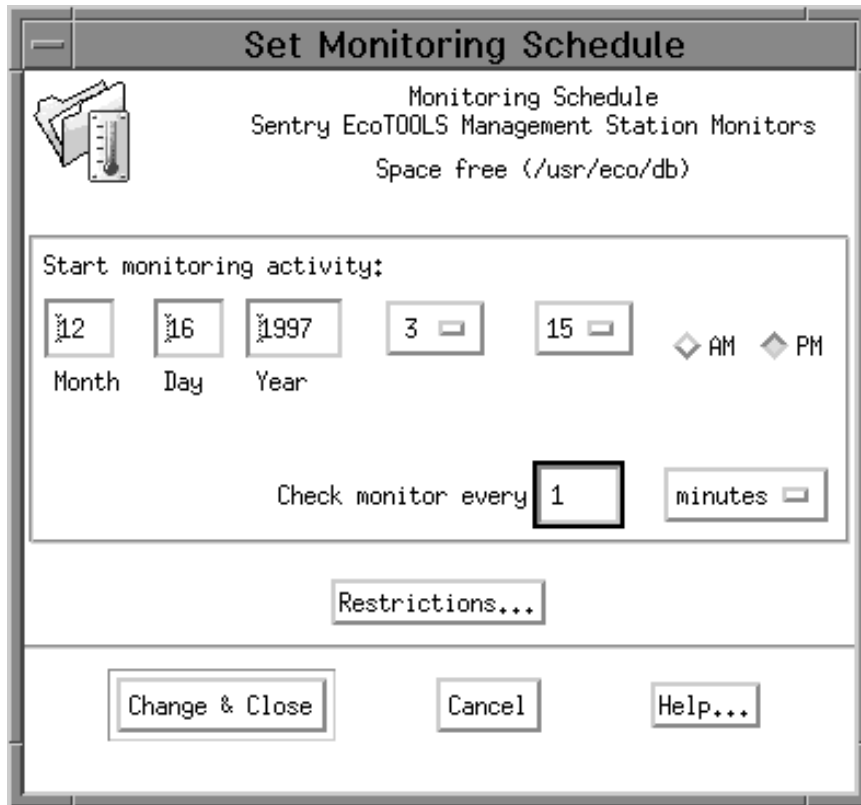 Set Monitoring Schedule
Monitoring Schedule
Sentry EcoTOOLS Management Station Monitors
Space free (/usr/eco/db)
Start monitoring activity:
12 16 1997 3 15 AM PM
Month Day Year
Check monitor every 1 minutes
Restrictions...
Change & Close Cancel Help...